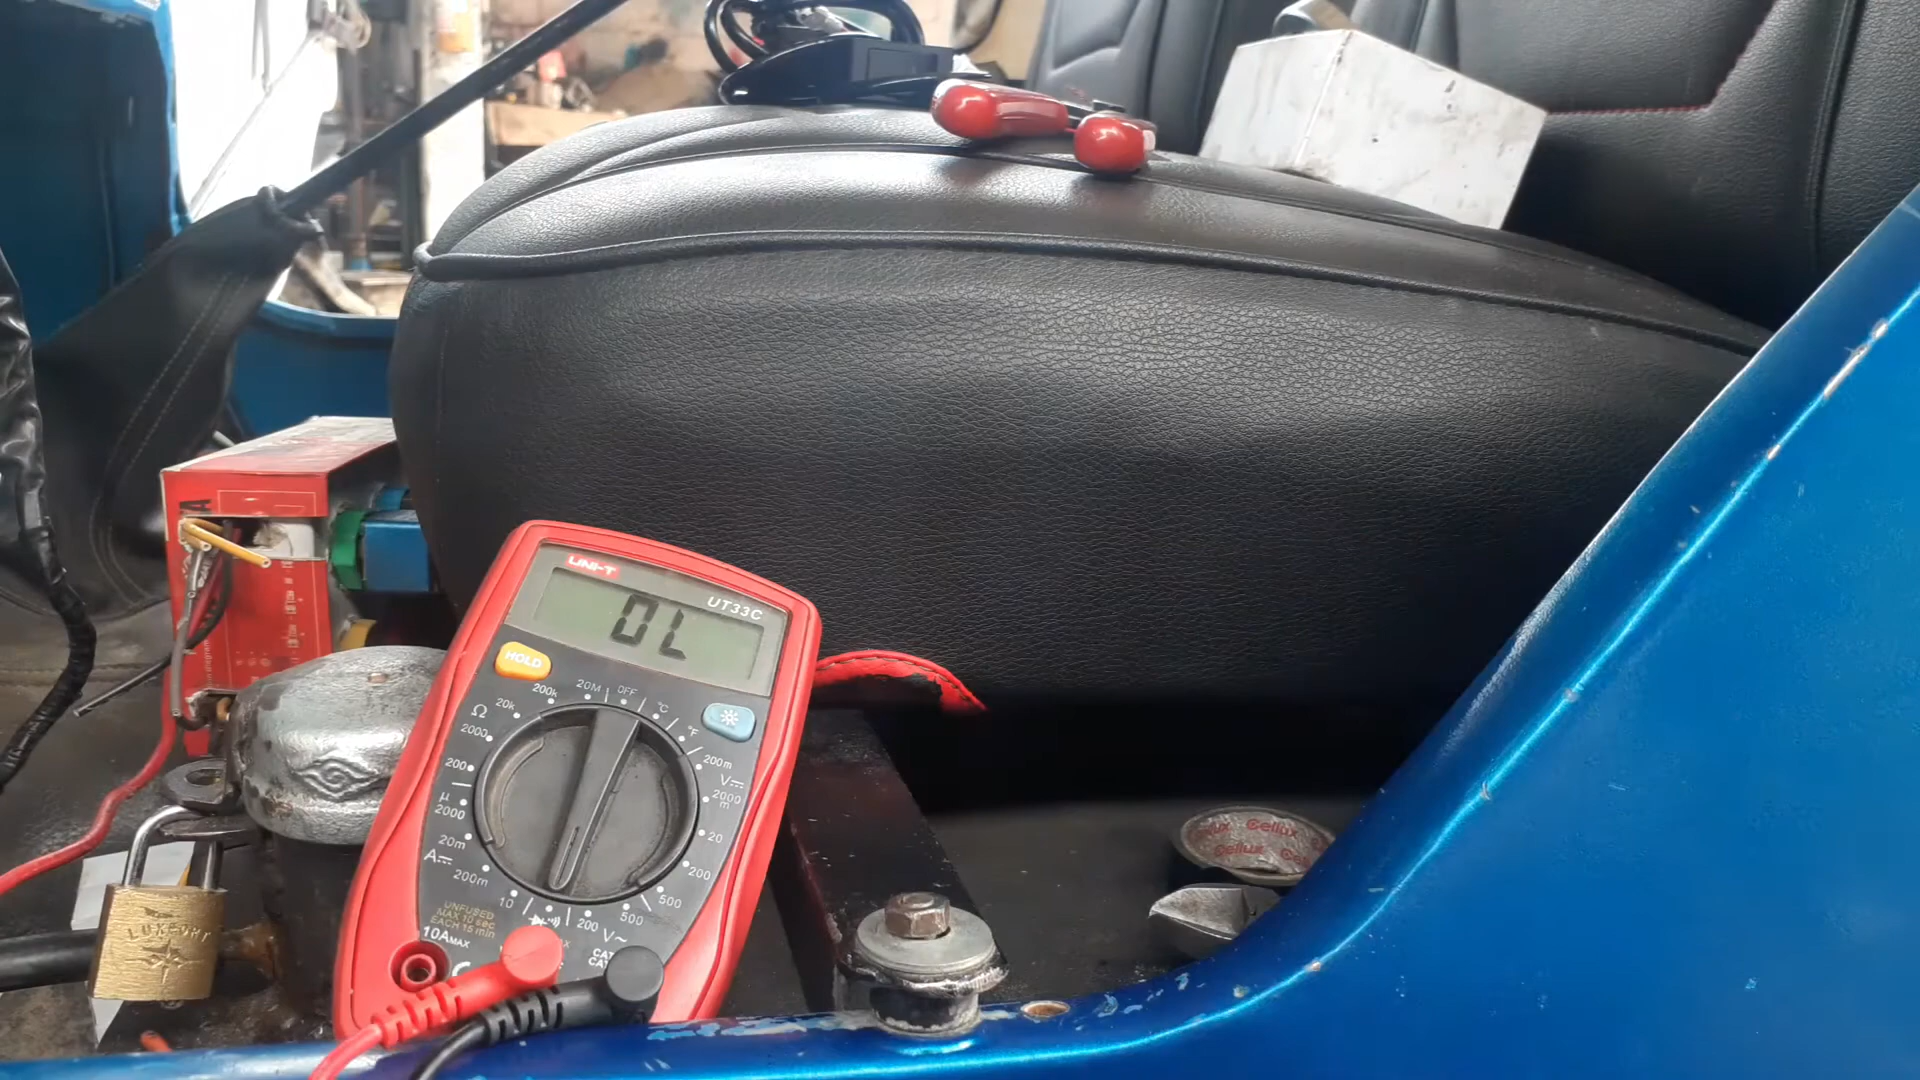 UNI-T
UT33C
OL
HOLD
200k
20M
OFF
°C
°F
20k
Ω
2000
200
μ
2000
20m
A
200m
10
200m
V
2000
m
20
200
500
500
200
V~
UNFUSED
MAX 10 sec
EACH 15 min
10AMAX
CAT
CAT
Cellux
Cellux